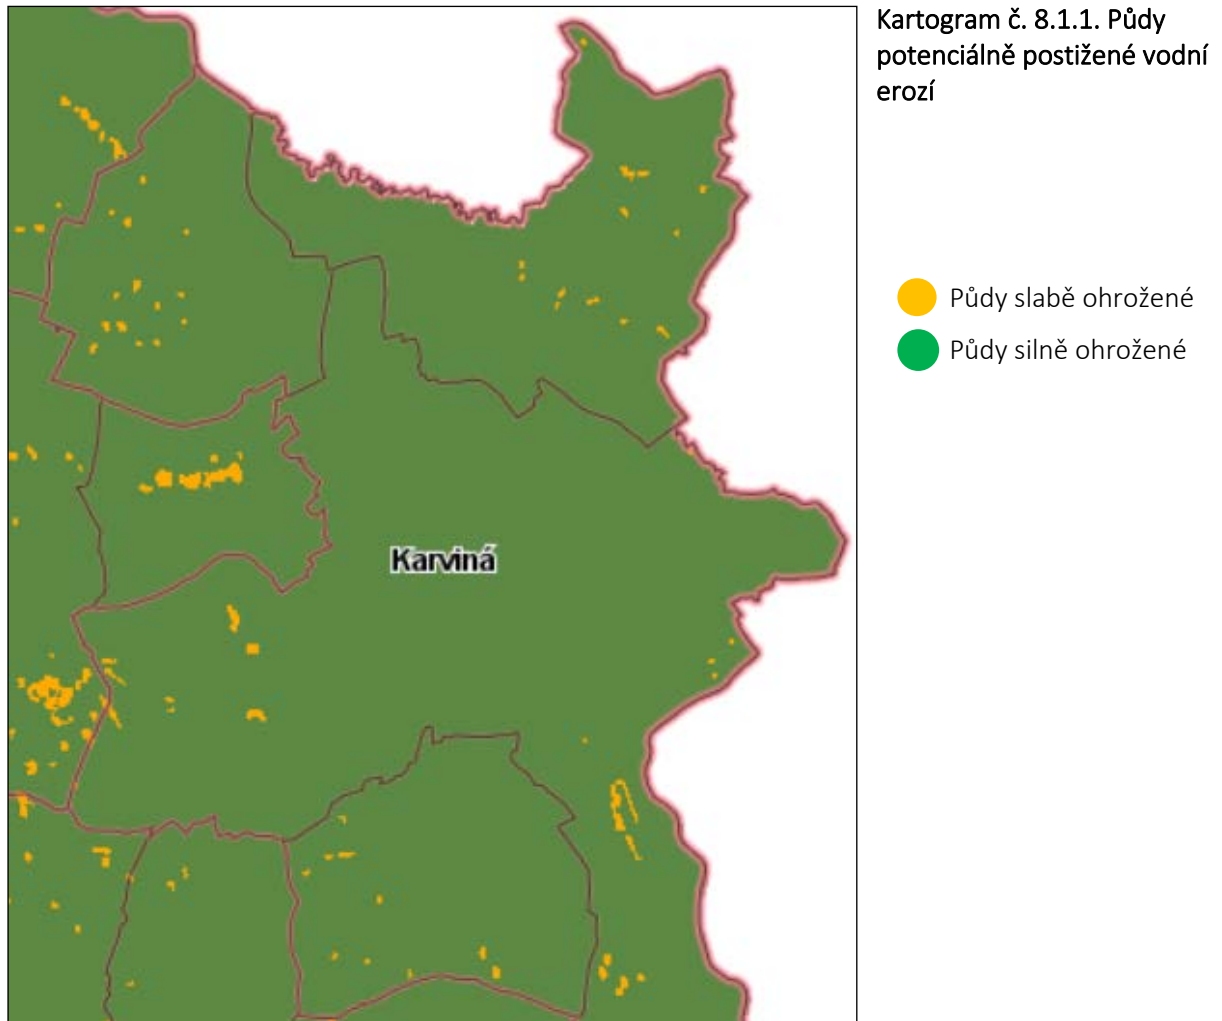 Kartogram č. 8.1.1. Půdy
potenciálně postižené vodní
erozí
Půdy slabě ohrožené
Půdy silně ohrožené
Karviná